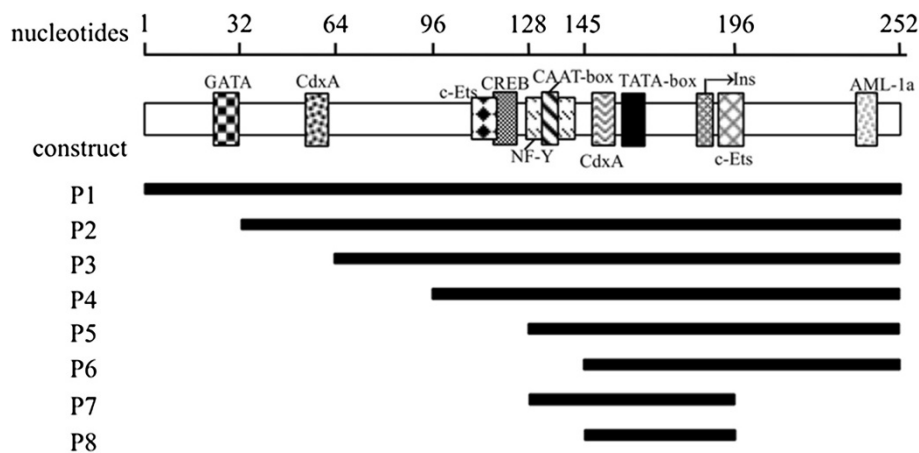 nucleotides 1 32 64 96 128 145 196 252
GATA CdxA c-Ets CREB CAAT-box TATA-box Ins AML-1a
construct NF-Y CdxA c-Ets
P1
P2
P3
P4
P5
P6
P7
P8